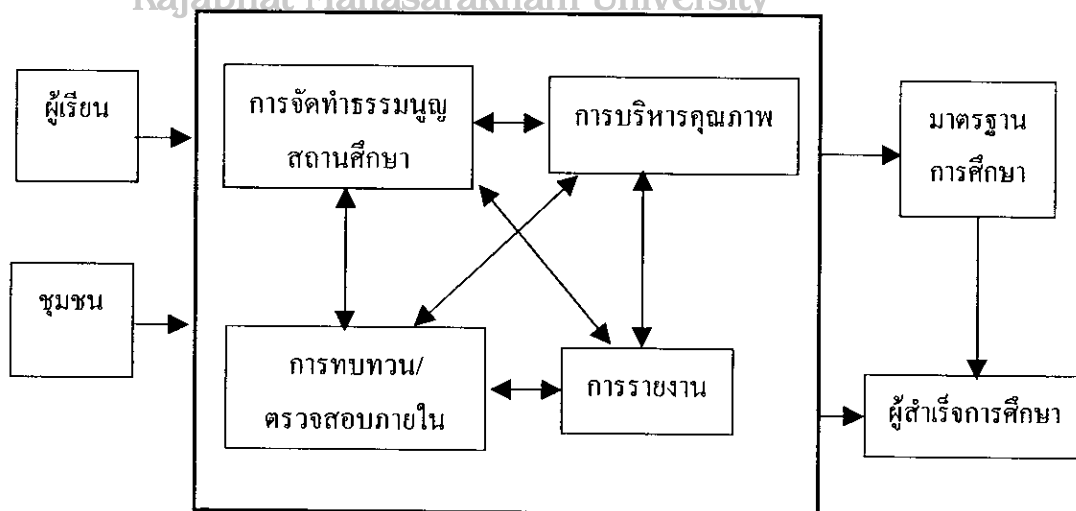 Rajabhat Mahasarakham University
ผู้เรียน
การจัดทำธรรมนูญ
สถานศึกษา
การบริหารคุณภาพ
มาตรฐาน
การศึกษา
ชุมชน
การทบทวน/
ตรวจสอบภายใน
การรายงาน
ผู้สำเร็จการศึกษา